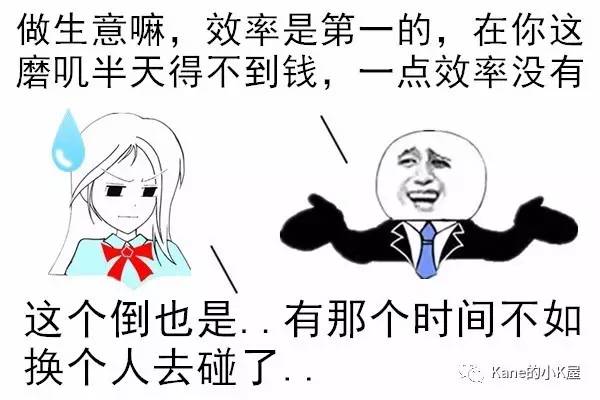 做生意嘛，效率是第一的，在你这
磨叽半天得不到钱，一点效率没有
这个倒也是..有那个时间不如
换个人去碰了..
Kane的小K屋